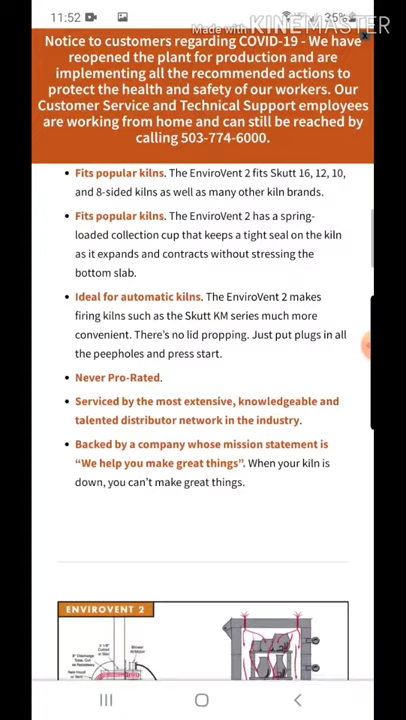 11:52
35%
Made with KINEMASTER
x
Notice to customers regarding COVID-19 - We have
reopened the plant for production and are
implementing all the recommended actions to
protect the health and safety of our workers. Our
Customer Service and Technical Support employees
are working from home and can still be reached by
calling 503-774-6000.
• Fits popular kilns. The EnviroVent 2 fits Skutt 16, 12, 10,
and 8-sided kilns as well as many other kiln brands.
• Fits popular kilns. The EnviroVent 2 has a spring-
loaded collection cup that keeps a tight seal on the kiln
as it expands and contracts without stressing the
bottom slab.
• Ideal for automatic kilns. The EnviroVent 2 makes
firing kilns such as the Skutt KM series much more
convenient. There's no lid propping. Just put plugs in all
the peepholes and press start.
• Never Pro-Rated.
• Serviced by the most extensive, knowledgeable and
talented distributor network in the industry.
• Backed by a company whose mission statement is
“We help you make great things”. When your kiln is
down, you can't make great things.
ENVIROVENT 2